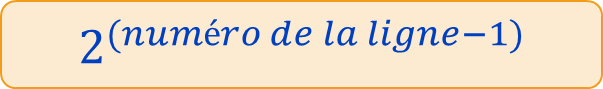 2^(numéro de la ligne−1)